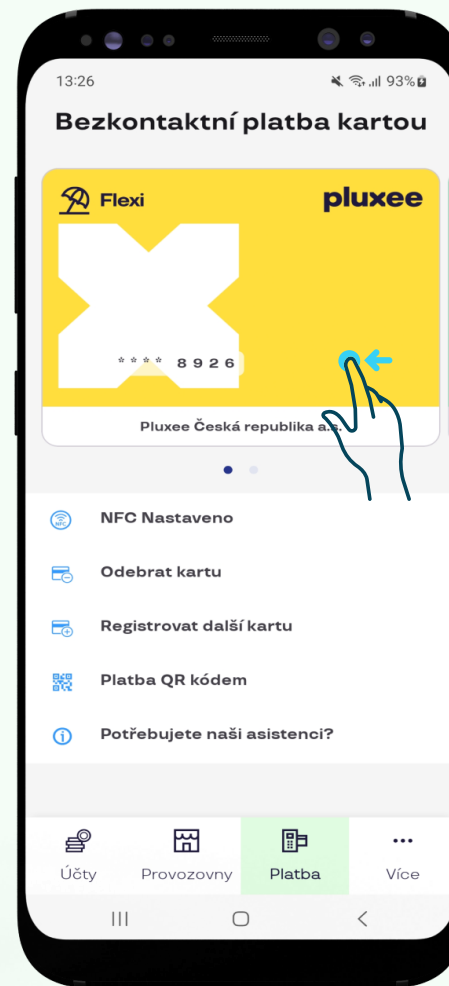 13:26
93%
Bezkontaktní platba kartou
Flexi
pluxee
**** 8926
Pluxee Česká republika a.s.
NFC
NFC Nastaveno
Odebrat kartu
Registrovat další kartu
Platba QR kódem
Potřebujete naši asistenci?
Účty
Provozovny
Platba
Více